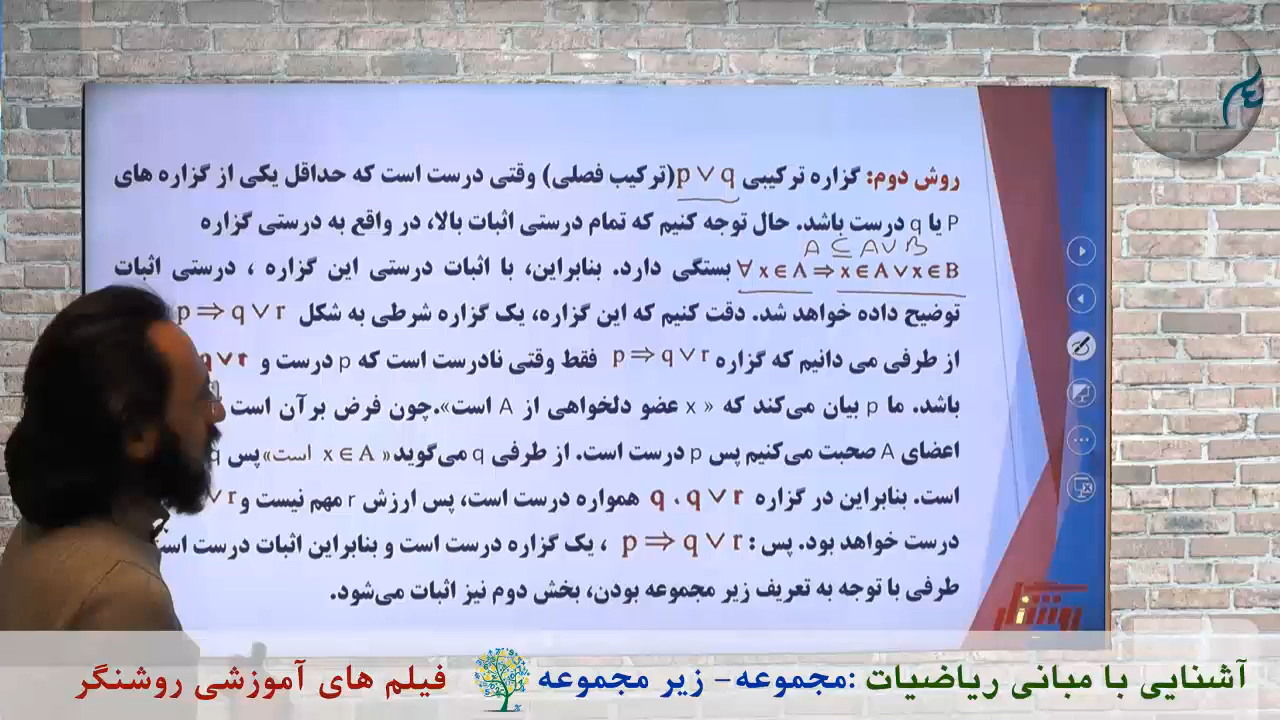 روش دوم: گزاره ترکیبی p ∨ q (ترکیب فصلی) وقتی درست است که حداقل یکی از گزاره های
P یا q درست باشد. حال توجه کنیم که تمام درستی اثبات بالا، در واقع به درستی گزاره
A ⊆ A∪B
∀ x ∈ A ⇒ x ∈ A ∨ x ∈ B بستگی دارد. بنابراین، با اثبات درستی این گزاره ، درستی اثبات
توضیح داده خواهد شد. دقت کنیم که این گزاره، یک گزاره شرطی به شکل p ⇒ q ∨ r
از طرفی می دانیم که گزاره p ⇒ q ∨ r فقط وقتی نادرست است که p درست و q ∨ r
باشد. ما p بیان می‌کند که « x عضو دلخواهی از A است».چون فرض بر آن است
اعضای A صحبت می‌کنیم پس p درست است. از طرفی q می‌گوید« x ∈ A است»پس q
است. بنابراین در گزاره q ، q ∨ r همواره درست است، پس ارزش r مهم نیست و ∨ r
درست خواهد بود. پس : p ⇒ q ∨ r ، یک گزاره درست است و بنابراین اثبات درست است
طرفی با توجه به تعریف زیر مجموعه بودن، بخش دوم نیز اثبات می‌شود.
روشنگر
آشنایی با مبانی ریاضیات :مجموعه- زیر مجموعه فیلم های آموزشی روشنگر